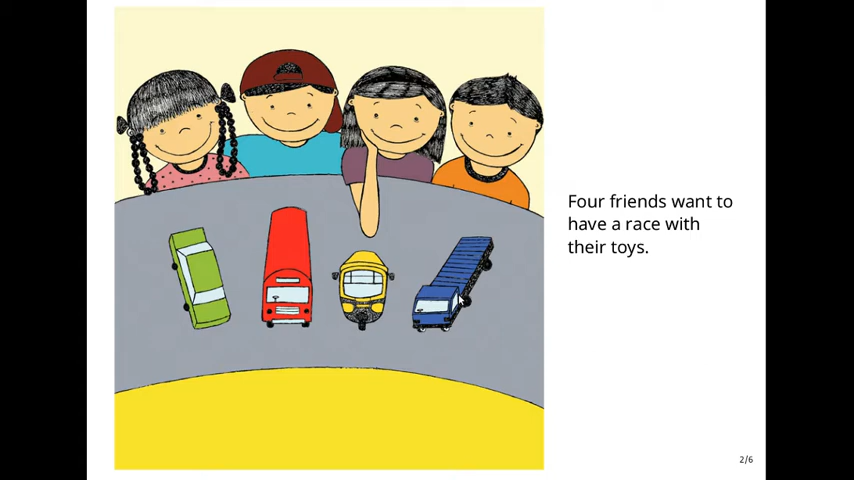 Four friends want to
have a race with
their toys.
2/6